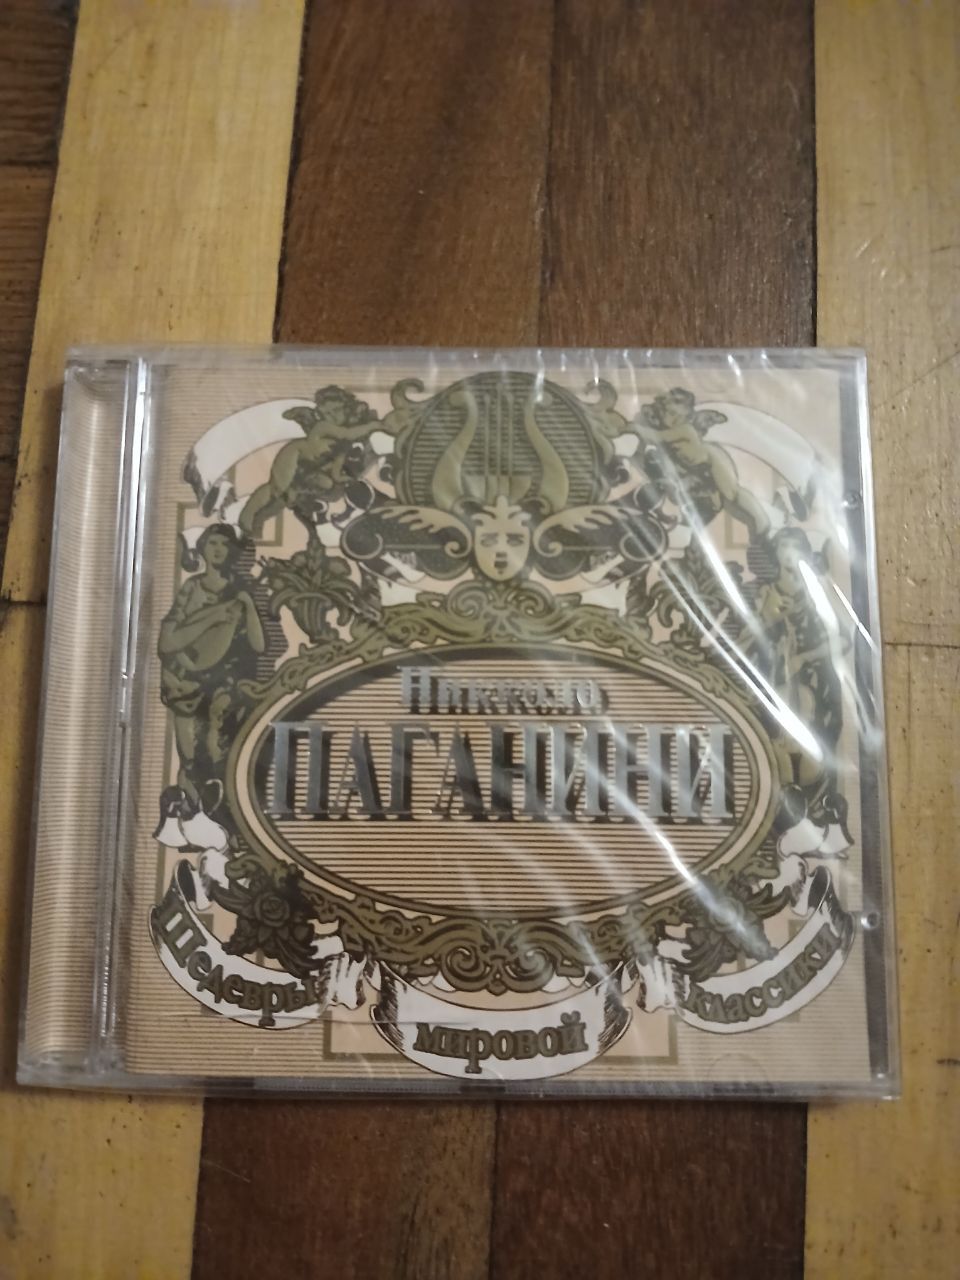 Никколо
ПАГАНИНИ
Шедевры
мировой
классики